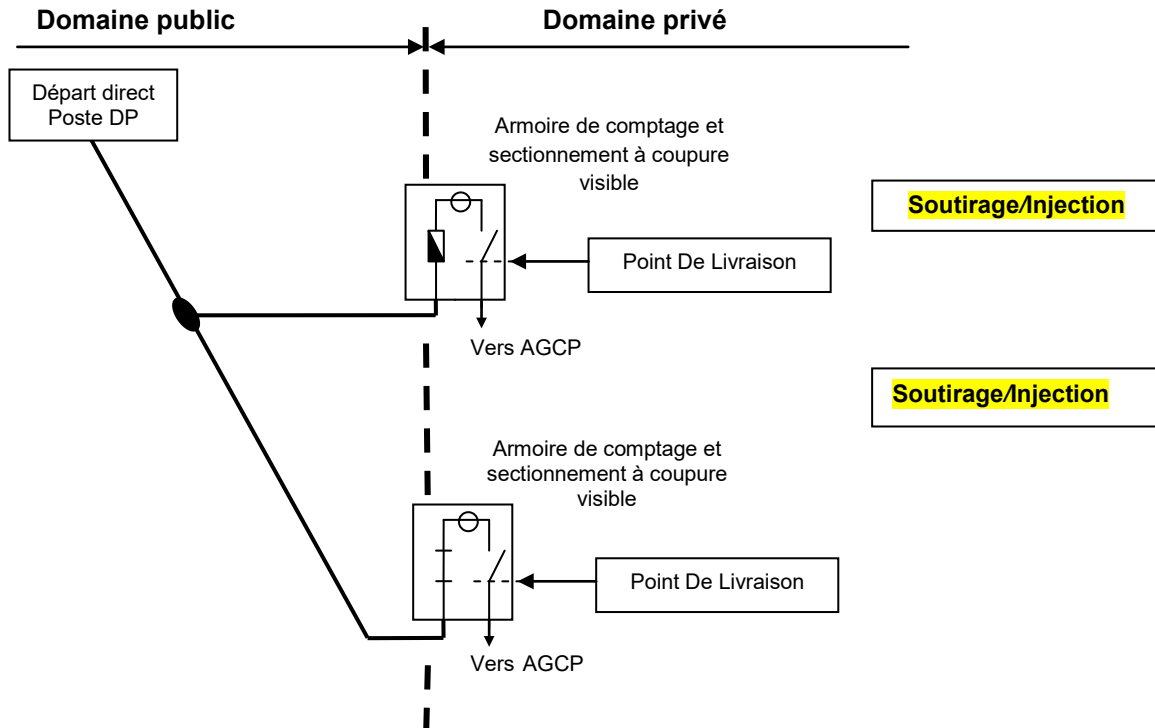 Domaine public
Domaine privé
Départ direct
Poste DP
Armoire de comptage et
sectionnement à coupure
visible
Soutirage/Injection
Point De Livraison
Vers AGCP
Soutirage/Injection
Armoire de comptage et
sectionnement à coupure
visible
Point De Livraison
Vers AGCP